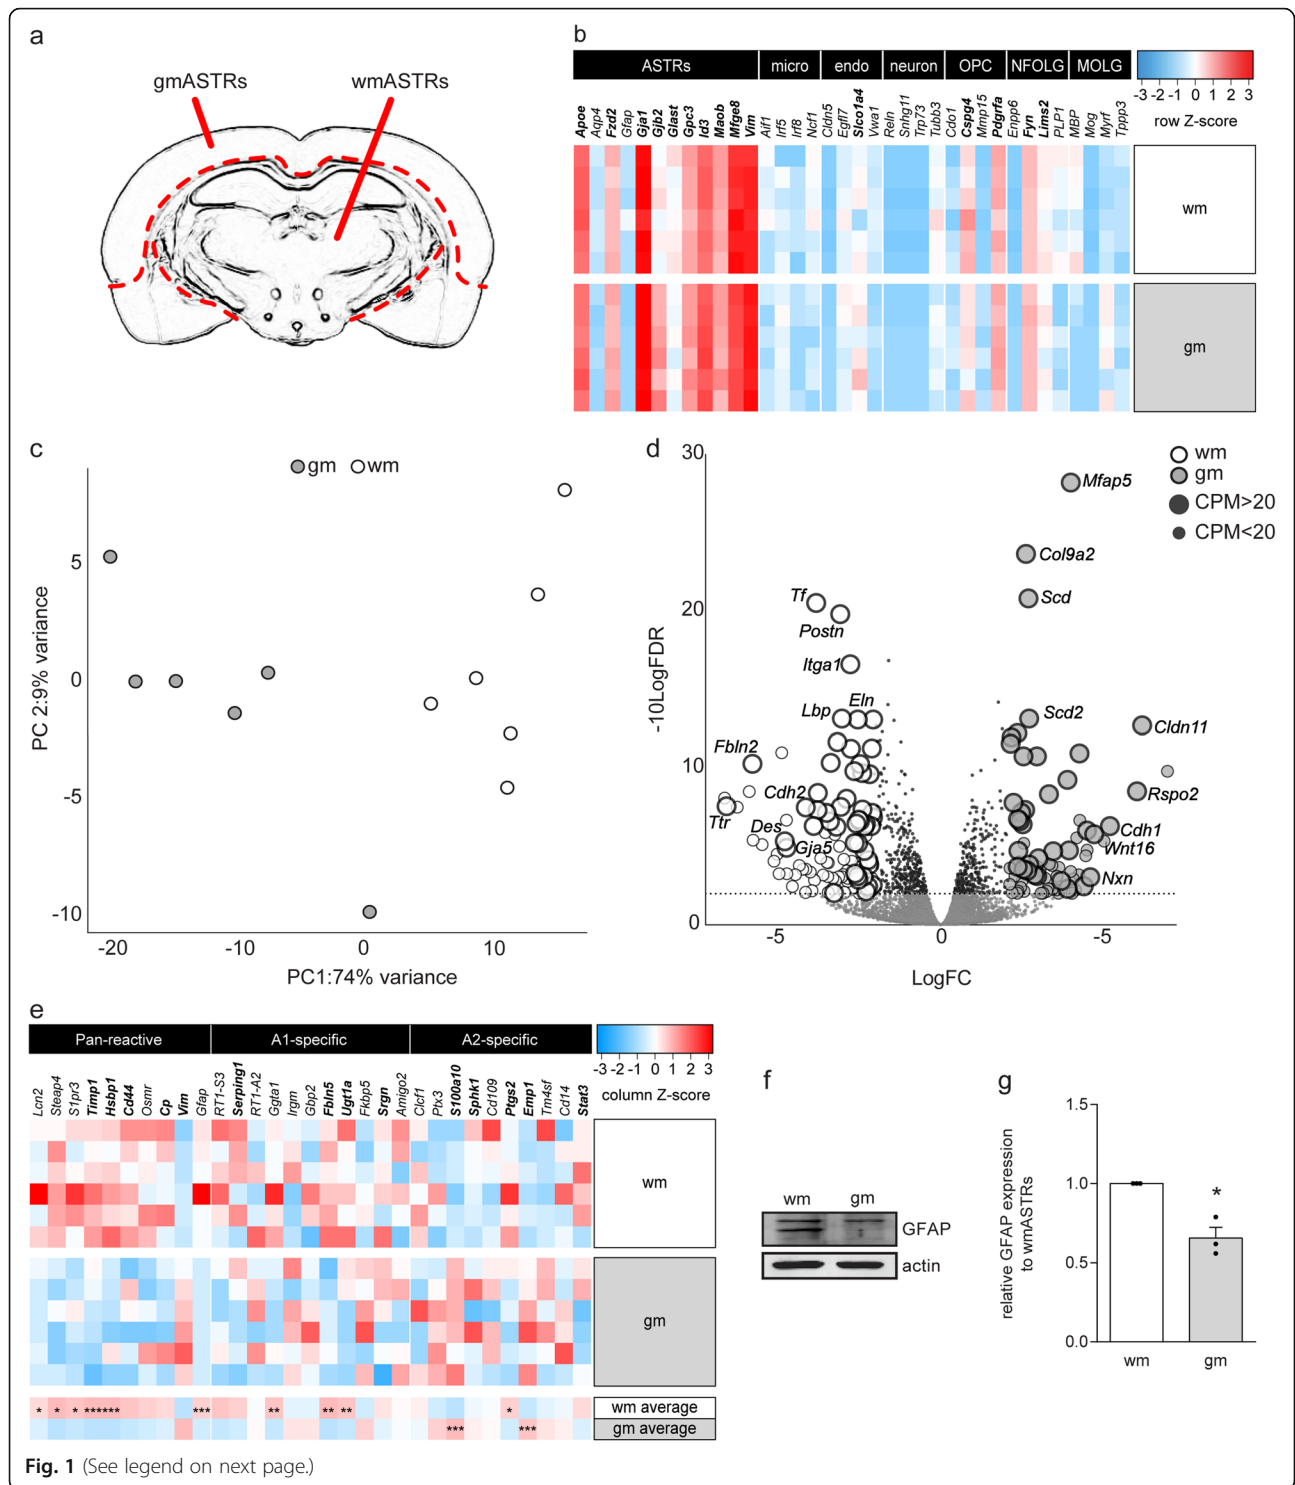 a
gmASTRs
wmASTRs
b
ASTRs micro endo neuron OPC NFOLG MOLG
-3 -2 -1 0 1 2 3
row Z-score
Apoe Aqp4 Fzd2 Gfap Gja1 Gjb2 Glast Gpc3 Id3 Maob Mfge8 Vim Aif1 Irf5 Irf8 Ncf1 Cldn5 Egfl7 Slco1a4 Vwa1 Reln Snhg11 Trp73 Tubb3 Cdo1 Cspg4 Mmp15 Pdgrfa Enpp6 Fyn Lims2 PLP1 MBP Mog Myrf Tppp3
wm
gm
c
gm wm
5
0
-5
-10
-20 -10 0 10
PC 2:9% variance
PC1:74% variance
d
30
20
10
0
-5 0 -5
-10LogFDR
LogFC
wm
gm
CPM>20
CPM<20
Mfap5
Col9a2
Scd
Tf
Postn
Itga1
Lbp
Eln
Scd2
Cldn11
Fbln2
Cdh2
Rspo2
Ttr
Des
Cdh1
Gja5
Wnt16
Nxn
e
Pan-reactive A1-specific A2-specific
-3 -2 -1 0 1 2 3
column Z-score
Lcn2 Steap4 S1pr3 Timp1 Hsbp1 Cd44 Osmr Cp Vim Gfap RT1-S3 Serping1 RT1-A2 Ggta1 Irgm Gbp2 Fbln5 Ugt1a Fkbp5 Srgn Amigo2 Clcf1 Ptx3 S100a10 Sphk1 Cd109 Ptgs2 Emp1 Tm4sf Cd14 Stat3
wm
gm
* * * ****** *** ** ** ** * wm average
*** *** gm average
f
wm gm
GFAP
actin
g
1.5
1.0
0.5
0.0
*
relative GFAP expression
to wmASTRs
wm gm
Fig. 1 (See legend on next page.)